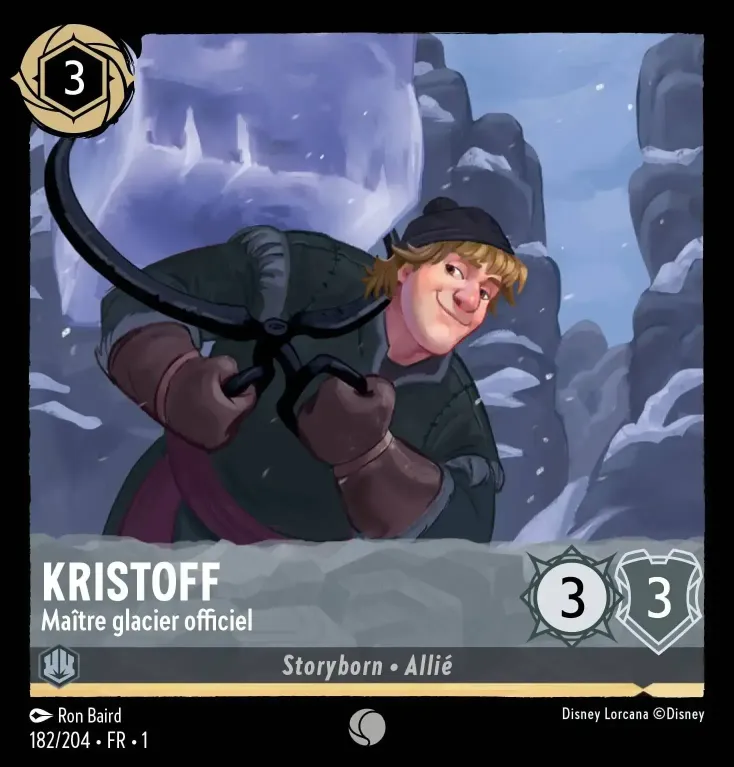 3
KRISTOFF
Maître glacier officiel
3 3
Storyborn • Allié
Ron Baird
Disney Lorcana ©Disney
182/204 • FR • 1